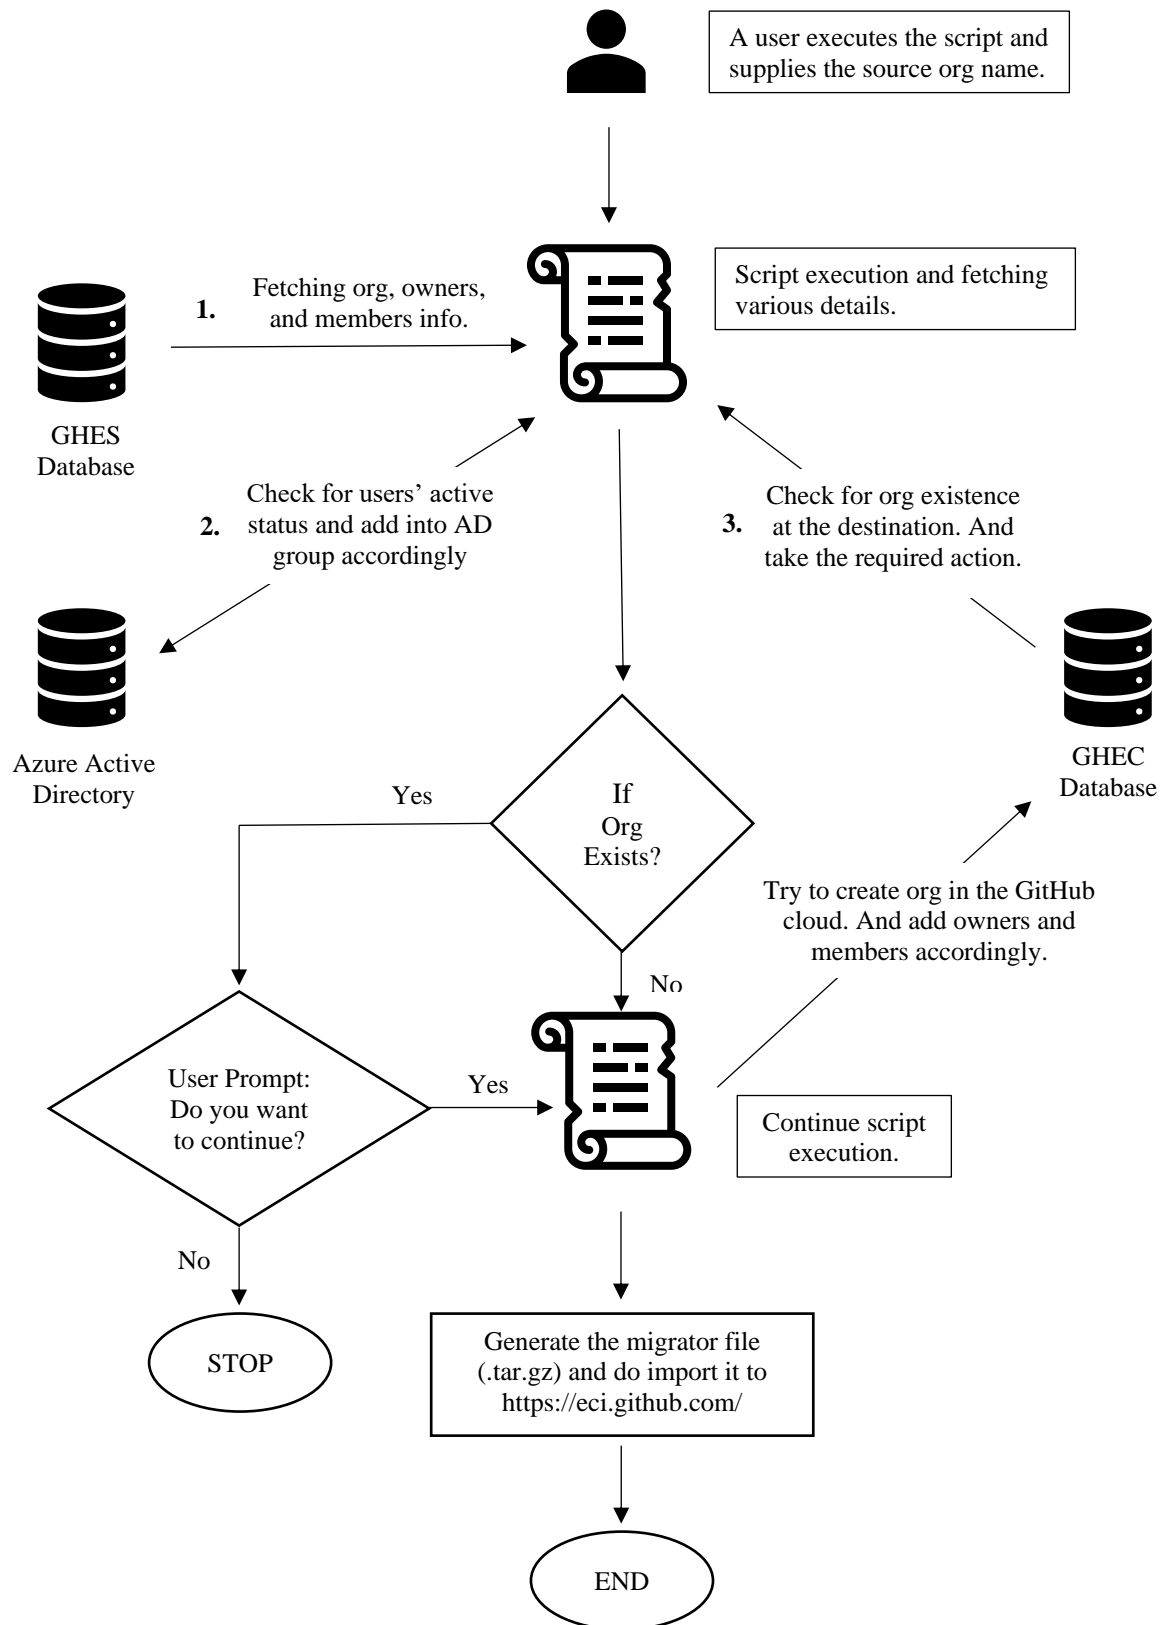 A user executes the script and
supplies the source org name.
Script execution and fetching
various details.
1.
Fetching org, owners,
and members info.
GHES
Database
2.
Check for users’ active
status and add into AD
group accordingly
3.
Check for org existence
at the destination. And
take the required action.
Azure Active
Directory
GHEC
Database
Yes
If
Org
Exists?
Try to create org in the GitHub
cloud. And add owners and
members accordingly.
No
User Prompt:
Do you want
to continue?
Yes
Continue script
execution.
No
STOP
Generate the migrator file
(.tar.gz) and do import it to
https://eci.github.com/
END